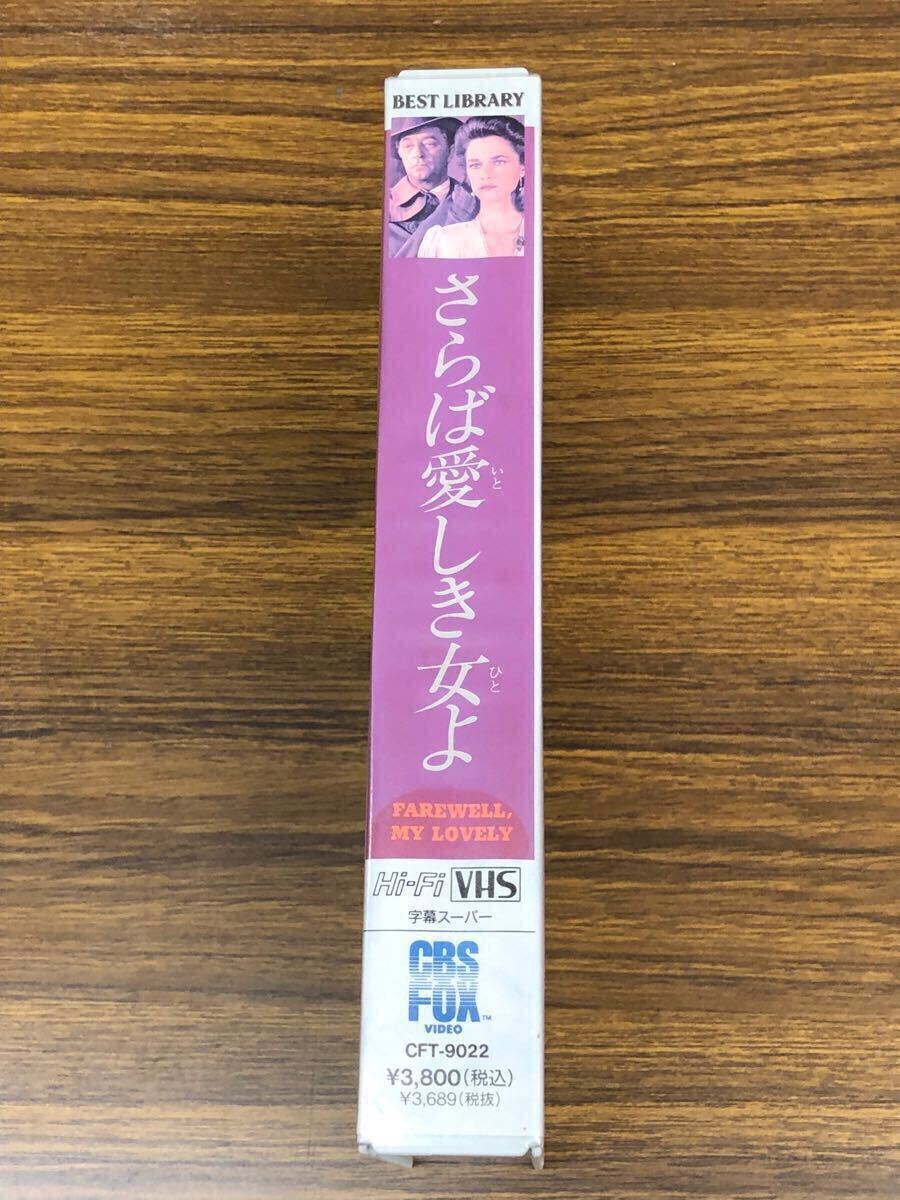 BEST LIBRARY
さらば愛しき女よ
いと
ひと
FAREWELL,
MY LOVELY
Hi-Fi VHS
字幕スーパー
CBS
FOX™
VIDEO
CFT-9022
¥3,800(税込)
¥3,689(税抜)